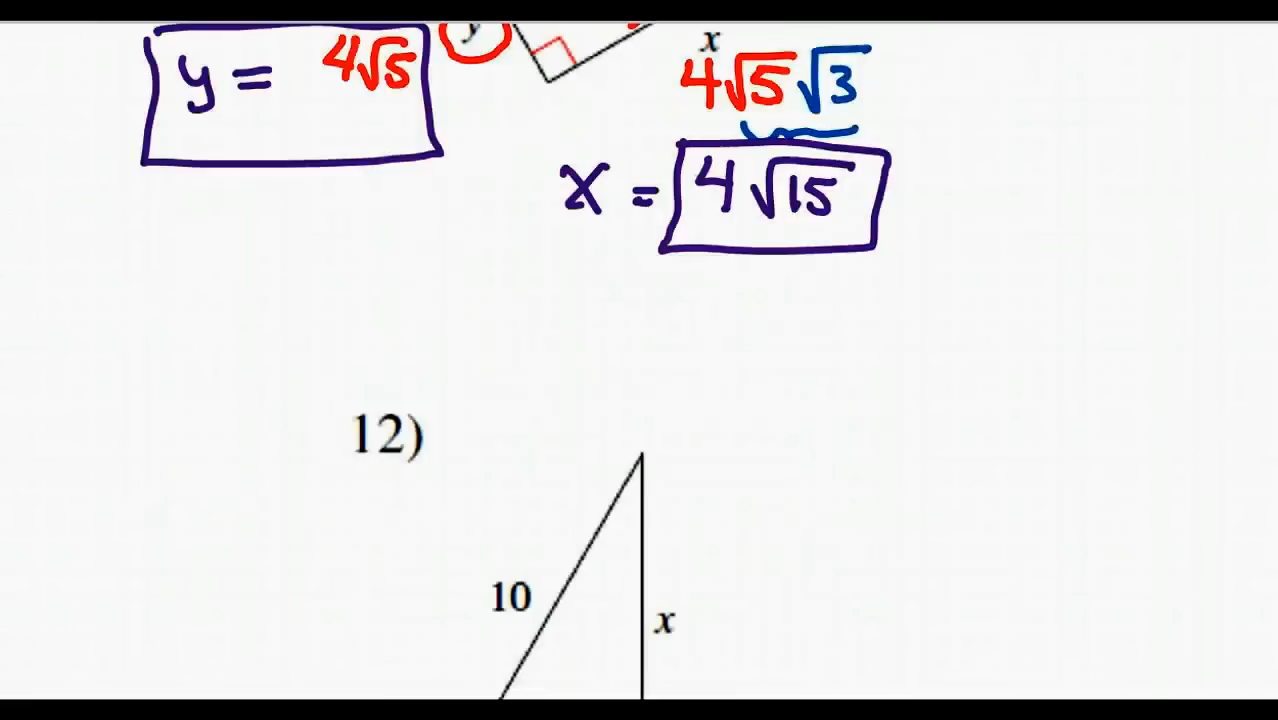 y = 4√5
y
x
4√5 √3
x = 4√15
12)
10
x